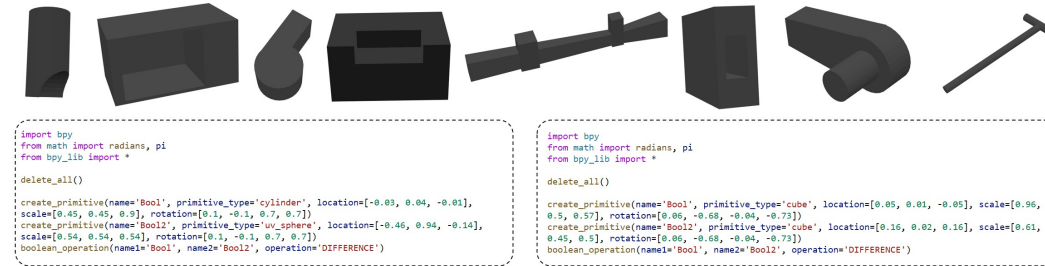 import bpy
from math import radians, pi
from bpy_lib import *
delete_all()
create_primitive(name='Bool', primitive_type='cylinder', location=[-0.03, 0.04, -0.01],
scale=[0.45, 0.45, 0.9], rotation=[0.1, -0.1, 0.7, 0.7])
create_primitive(name='Bool2', primitive_type='uv_sphere', location=[-0.46, 0.94, -0.14],
scale=[0.54, 0.54, 0.54], rotation=[0.1, -0.1, 0.7, 0.7])
boolean_operation(name1='Bool', name2='Bool2', operation='DIFFERENCE')
import bpy
from math import radians, pi
from bpy_lib import *
delete_all()
create_primitive(name='Bool', primitive_type='cube', location=[0.05, 0.01, -0.05], scale=[0.96,
0.5, 0.57], rotation=[0.06, -0.68, -0.04, -0.73])
create_primitive(name='Bool2', primitive_type='cube', location=[0.16, 0.02, 0.16], scale=[0.61,
0.45, 0.5], rotation=[0.06, -0.68, -0.04, -0.73])
boolean_operation(name1='Bool', name2='Bool2', operation='DIFFERENCE')